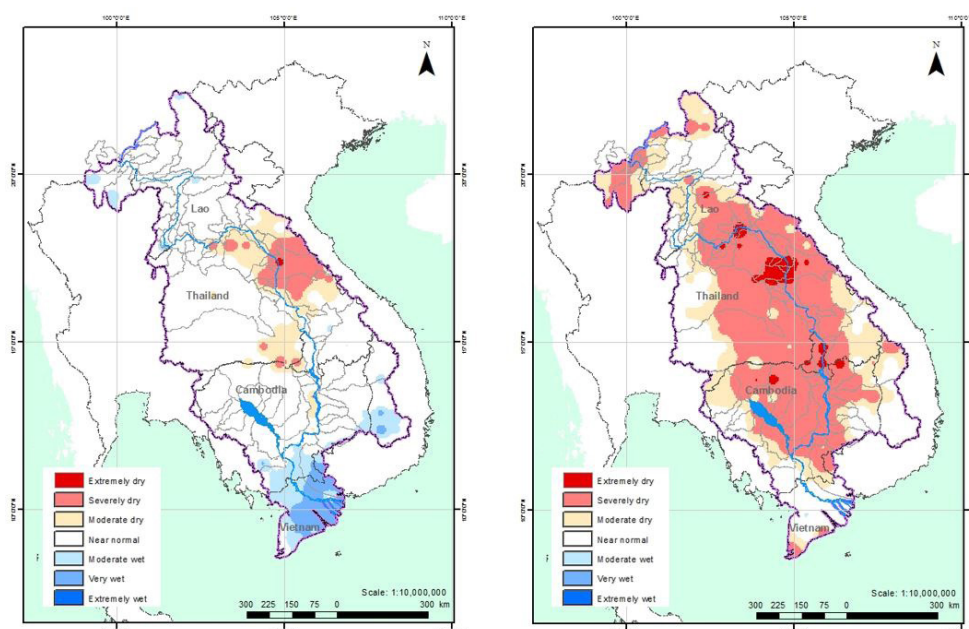 100°0'0"E 105°0'0"E 110°0'0"E
N
Lao
Thailand
Cambodia
Vietnam
Extremely dry
Severely dry
Moderate dry
Near normal
Moderate wet
Very wet
Extremely wet
Scale: 1:10,000,000
300 225 150 75 0 300 km
100°0'0"E 105°0'0"E 110°0'0"E
N
Lao
Thailand
Cambodia
Vietnam
Extremely dry
Severely dry
Moderate dry
Near normal
Moderate wet
Very wet
Extremely wet
Scale: 1:10,000,000
300 225 150 75 0 300 km